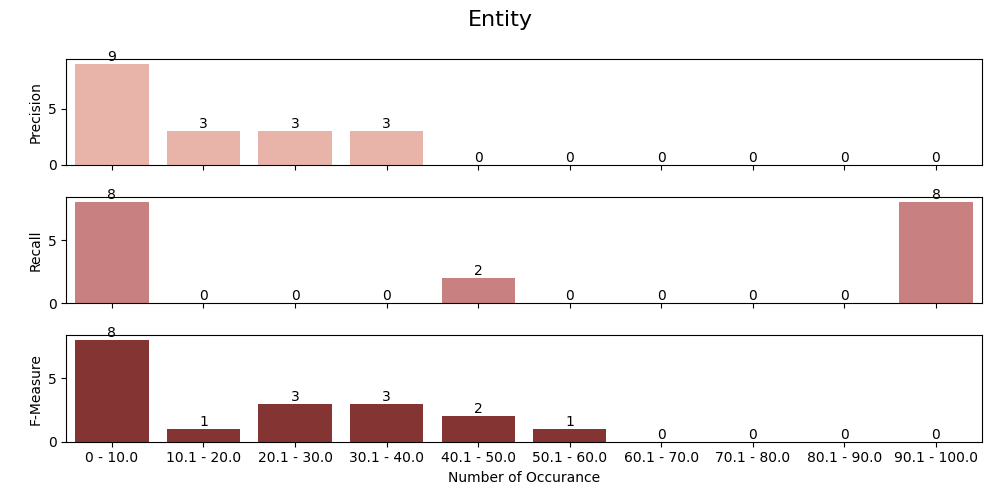 Entity
Precision
5
0
9 3 3 3 0 0 0 0 0 0
Recall
5
0
8 0 0 0 2 0 0 0 0 8
F-Measure
5
0
8 1 3 3 2 1 0 0 0 0
0 - 10.0 10.1 - 20.0 20.1 - 30.0 30.1 - 40.0 40.1 - 50.0 50.1 - 60.0 60.1 - 70.0 70.1 - 80.0 80.1 - 90.0 90.1 - 100.0
Number of Occurance